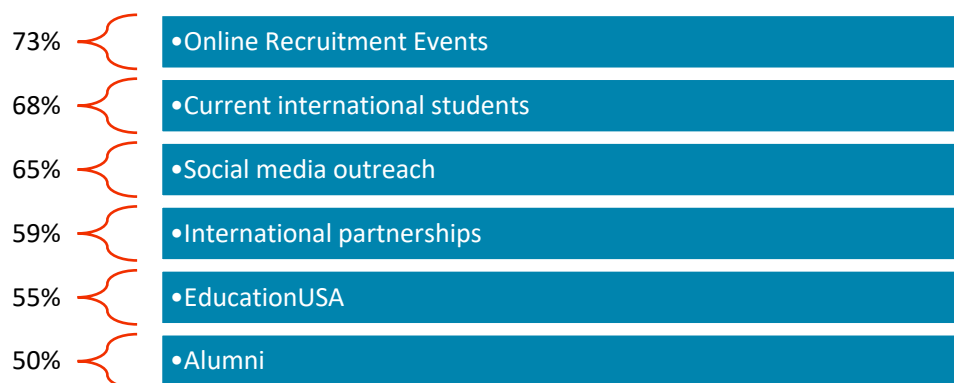 73% •Online Recruitment Events
68% •Current international students
65% •Social media outreach
59% •International partnerships
55% •EducationUSA
50% •Alumni